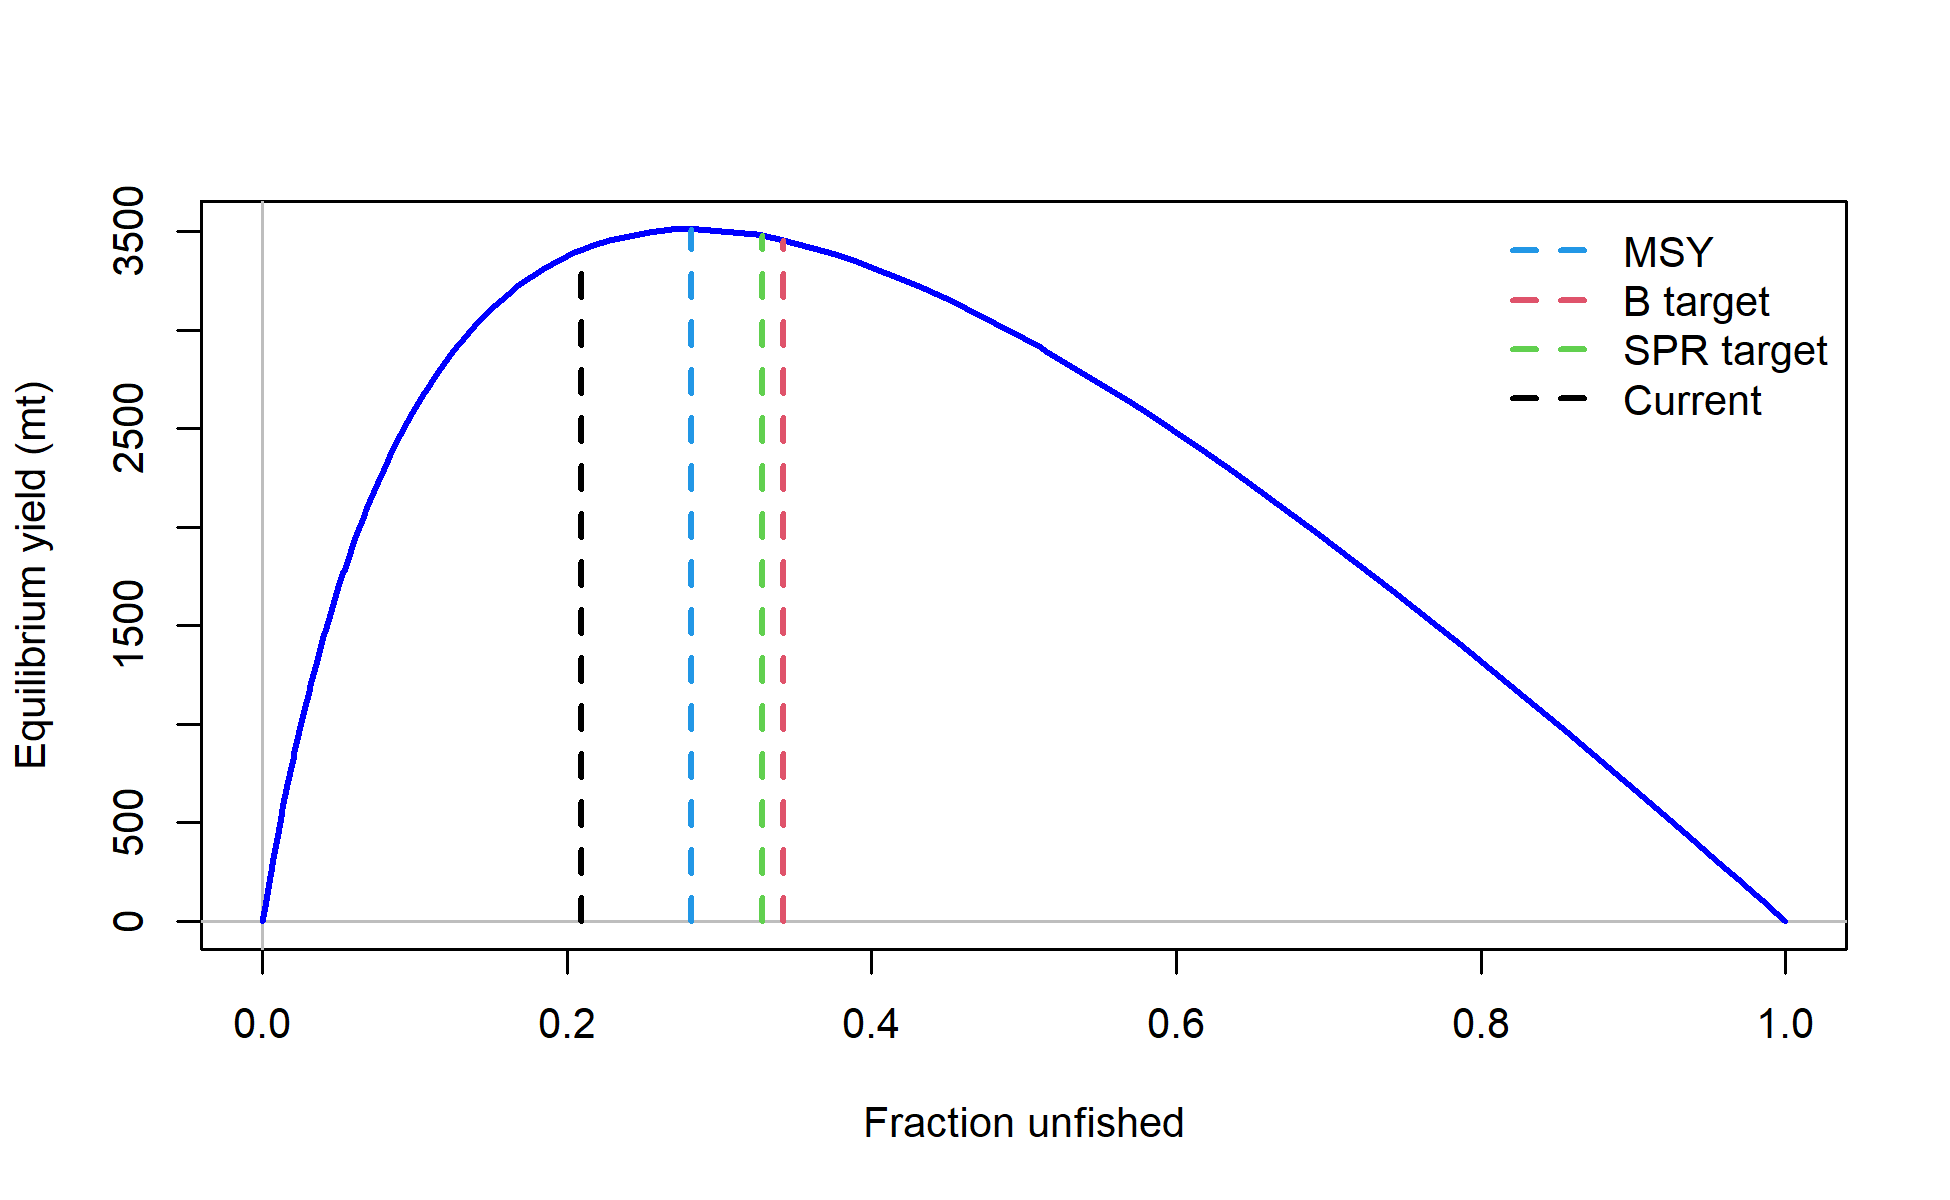 MSY
B target
SPR target
Current
Equilibrium yield (mt)
3500
2500
1500
500
0
0.0 0.2 0.4 0.6 0.8 1.0
Fraction unfished